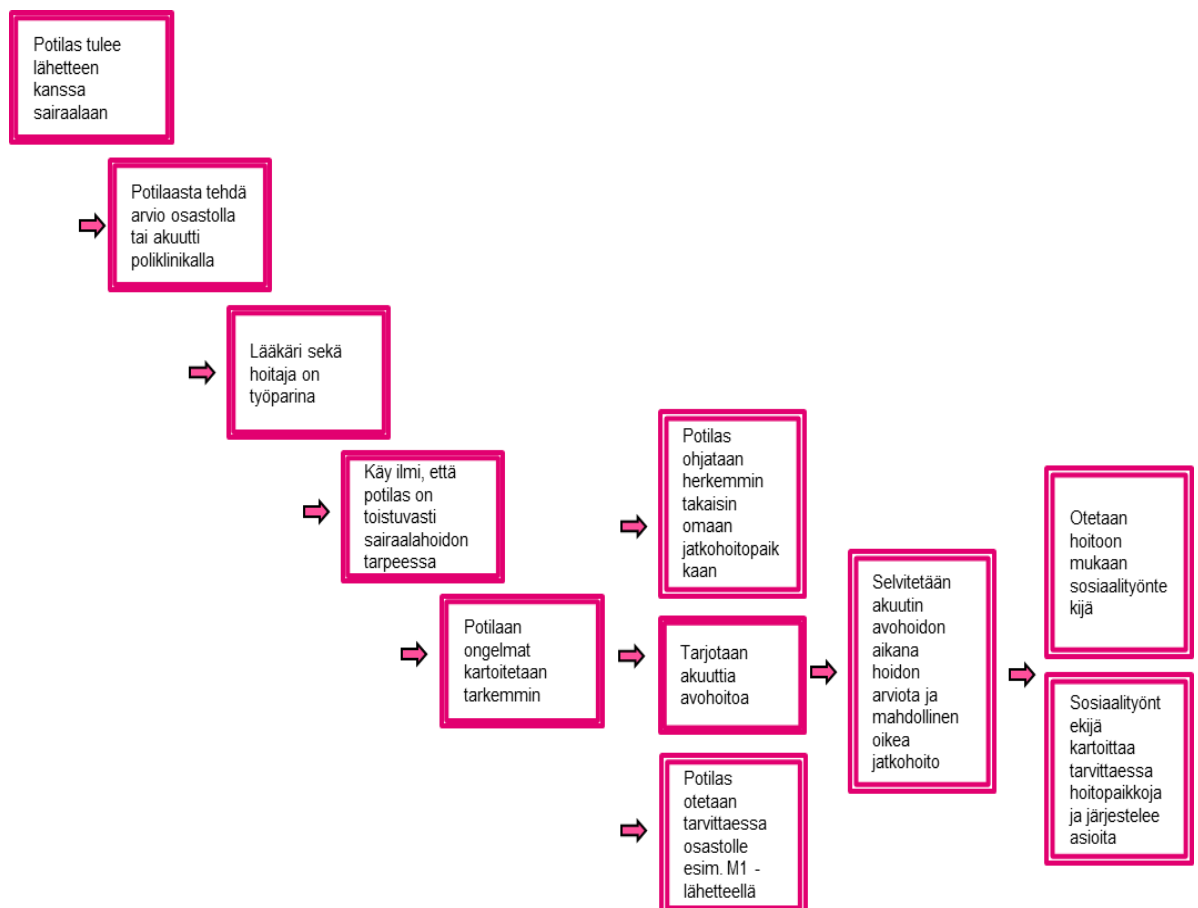 Potilas tulee
lähetteen
kanssa
sairaalaan
Potilaasta tehdä
arvio osastolla
tai akuutti
poliklinikalla
Lääkäri sekä
hoitaja on
työparina
Käy ilmi, että
potilas on
toistuvasti
sairaalahoidon
tarpeessa
Potilaan
ongelmat
kartoitetaan
tarkemmin
Potilas
ohjataan
herkemmin
takaisin
omaan
jatkohoitopaik
kaan
Tarjotaan
akuuttia
avohoitoa
Potilas
otetaan
tarvittaessa
osastolle
esim. M1 -
lähetteellä
Selvitetään
akuutin
avohoidon
aikana
hoidon
arviota ja
mahdollinen
oikea
jatkohoito
Otetaan
hoitoon
mukaan
sosiaalityönte
kijä
Sosiaalityönt
ekijä
kartoittaa
tarvittaessa
hoitopaikkoja
ja järjestelee
asioita